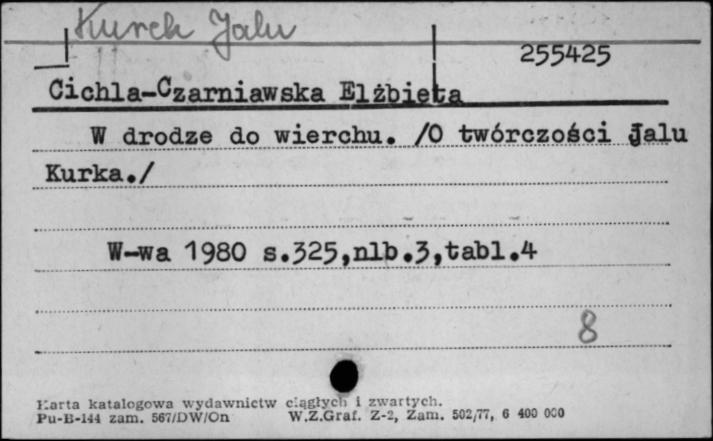 Kurek Jalu
255425
Cichla-Czarniawska Elżbieta
W drodze do wierchu. /O twórczości Jalu
Kurka./
W-wa 1980 s.325,nlb.3,tabl.4
8
Karta katalogowa wydawnictw ciągłych i zwartych.
Pu-B-144 zam. 567/DW/On W.Z.Graf. Z-2, Zam. 502/77, 6 400 000